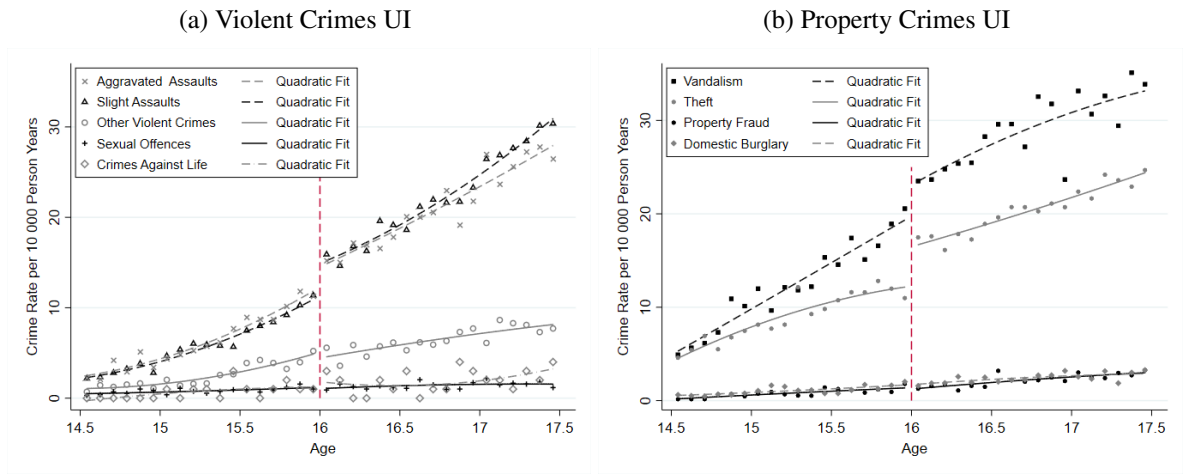 (a) Violent Crimes UI
Crime Rate per 10 000 Person Years
0 10 20 30
Aggravated Assaults Quadratic Fit
Slight Assaults Quadratic Fit
Other Violent Crimes Quadratic Fit
Sexual Offences Quadratic Fit
Crimes Against Life Quadratic Fit
14.5 15 15.5 16 16.5 17 17.5
Age
(b) Property Crimes UI
Crime Rate per 10 000 Person Years
0 10 20 30
Vandalism Quadratic Fit
Theft Quadratic Fit
Property Fraud Quadratic Fit
Domestic Burglary Quadratic Fit
14.5 15 15.5 16 16.5 17 17.5
Age